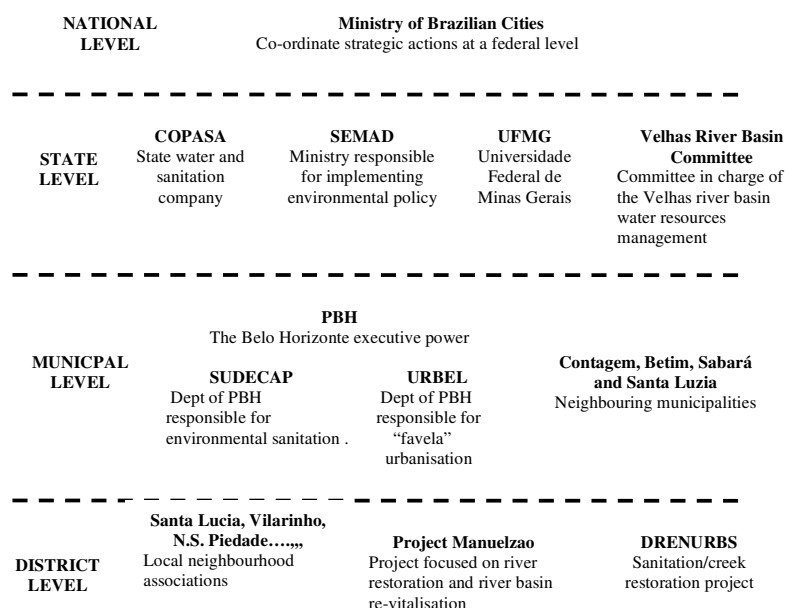 NATIONAL
LEVEL
Ministry of Brazilian Cities
Co-ordinate strategic actions at a federal level
STATE
LEVEL
COPASA
State water and
sanitation
company
SEMAD
Ministry responsible
for implementing
environmental policy
UFMG
Universidade
Federal de
Minas Gerais
Velhas River Basin
Committee
Committee in charge of
the Velhas river basin
water resources
management
MUNICPAL
LEVEL
PBH
The Belo Horizonte executive power
SUDECAP
Dept of PBH
responsible for
environmental sanitation .
URBEL
Dept of PBH
responsible for
“favela”
urbanisation
Contagem, Betim, Sabará
and Santa Luzia
Neighbouring municipalities
DISTRICT
LEVEL
Santa Lucia, Vilarinho,
N.S. Piedade….,,,
Local neighbourhood
associations
Project Manuelzao
Project focused on river
restoration and river basin
re-vitalisation
DRENURBS
Sanitation/creek
restoration project